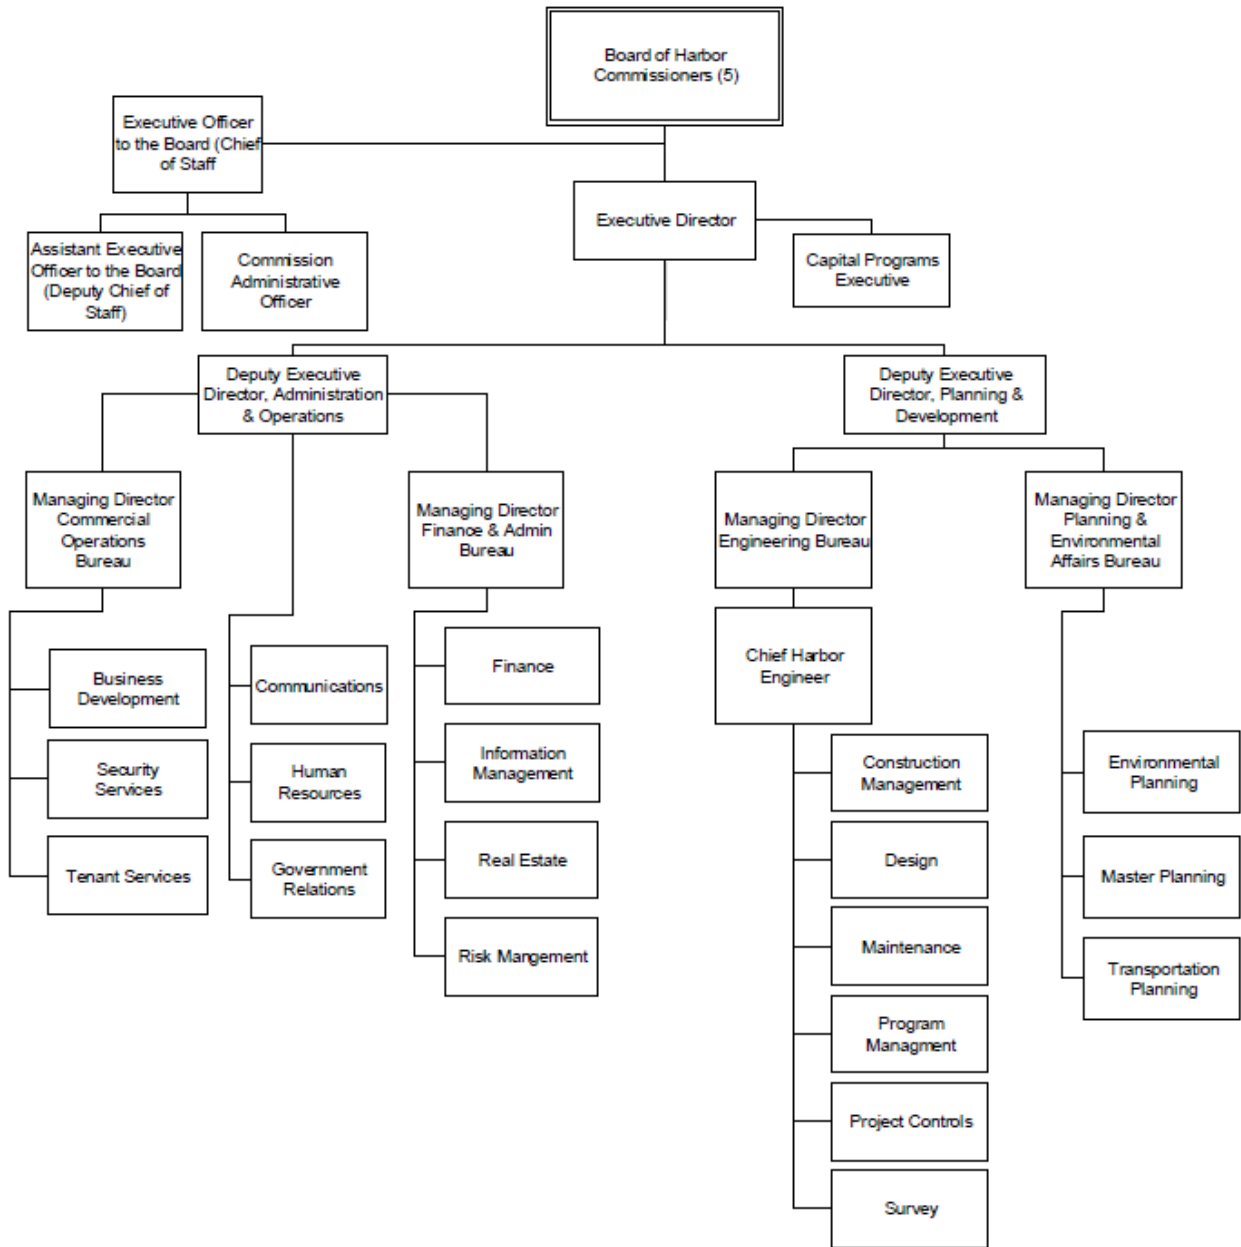 Board of Harbor
Commissioners (5)
Executive Officer
to the Board (Chief
of Staff
Executive Director
Assistant Executive
Officer to the Board
(Deputy Chief of
Staff)
Commission
Administrative
Officer
Capital Programs
Executive
Deputy Executive
Director, Administration
& Operations
Deputy Executive
Director, Planning &
Development
Managing Director
Commercial
Operations
Bureau
Managing Director
Finance & Admin
Bureau
Managing Director
Engineering Bureau
Managing Director
Planning &
Environmental
Affairs Bureau
Business
Development
Security
Services
Tenant Services
Communications
Human
Resources
Government
Relations
Finance
Information
Management
Real Estate
Risk Mangement
Chief Harbor
Engineer
Construction
Management
Design
Maintenance
Program
Managment
Project Controls
Survey
Environmental
Planning
Master Planning
Transportation
Planning